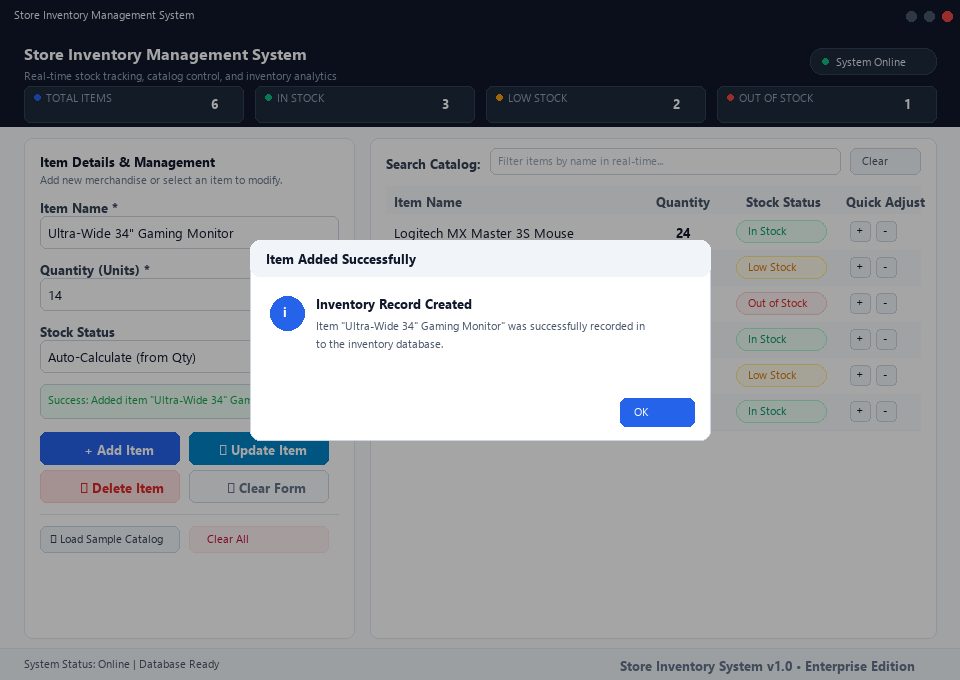 Store Inventory Management System
Store Inventory Management System
Real-time stock tracking, catalog control, and inventory analytics
System Online
TOTAL ITEMS 6
IN STOCK 3
LOW STOCK 2
OUT OF STOCK 1
Item Details & Management
Add new merchandise or select an item to modify.
Item Name *
Ultra-Wide 34" Gaming Monitor
Quantity (Units) *
14
Stock Status
Auto-Calculate (from Qty)
Success: Added item "Ultra-Wide 34" Gam
+ Add Item
Update Item
Delete Item
Clear Form
Load Sample Catalog
Clear All
Search Catalog:
Filter items by name in real-time...
Clear
Item Name Quantity Stock Status Quick Adjust
Logitech MX Master 3S Mouse 24 In Stock + -
Low Stock + -
Out of Stock + -
In Stock + -
Low Stock + -
In Stock + -
Item Added Successfully
i
Inventory Record Created
Item "Ultra-Wide 34" Gaming Monitor" was successfully recorded in
to the inventory database.
OK
System Status: Online | Database Ready
Store Inventory System v1.0 • Enterprise Edition